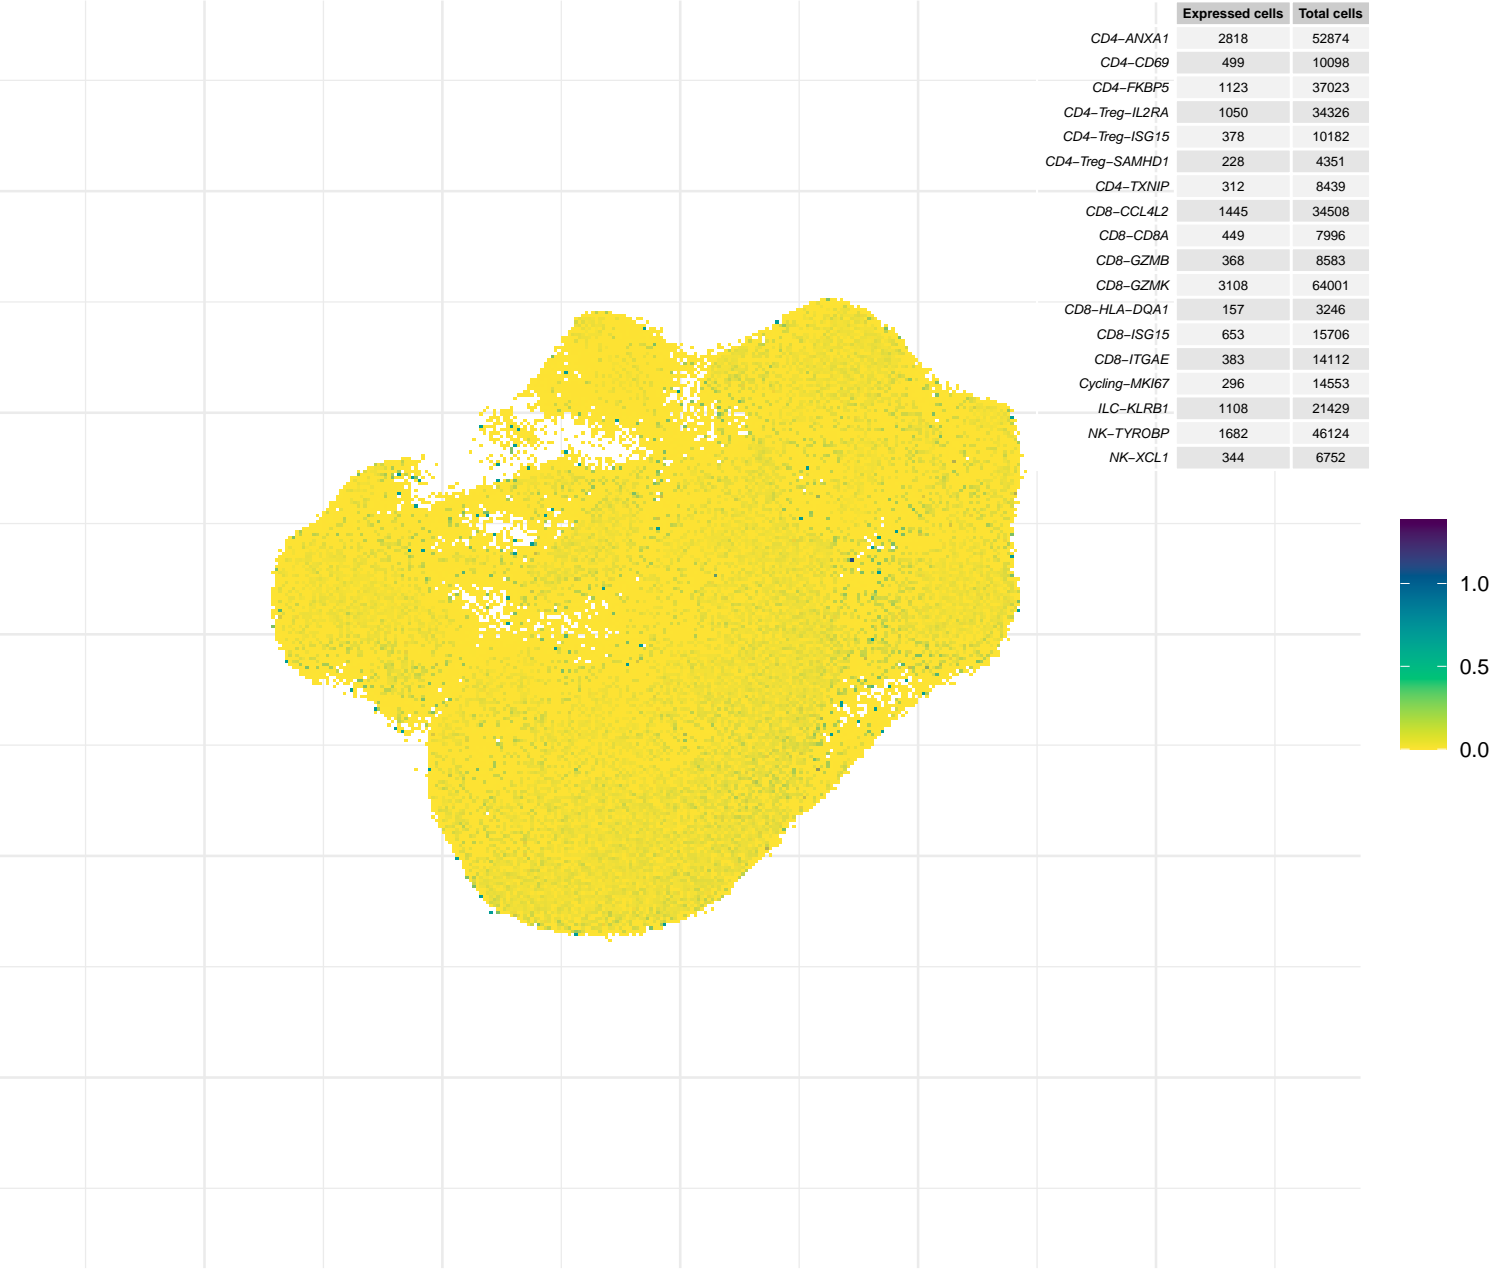 Expressed cells Total cells
CD4−ANXA1 2818 52874
CD4−CD69 499 10098
CD4−FKBP5 1123 37023
CD4−Treg−IL2RA 1050 34326
CD4−Treg−ISG15 378 10182
CD4−Treg−SAMHD1 228 4351
CD4−TXNIP 312 8439
CD8−CCL4L2 1445 34508
CD8−CD8A 449 7996
CD8−GZMB 368 8583
CD8−GZMK 3108 64001
CD8−HLA−DQA1 157 3246
CD8−ISG15 653 15706
CD8−ITGAE 383 14112
Cycling−MKI67 296 14553
ILC−KLRB1 1108 21429
NK−TYROBP 1682 46124
NK−XCL1 344 6752
1.0
0.5
0.0